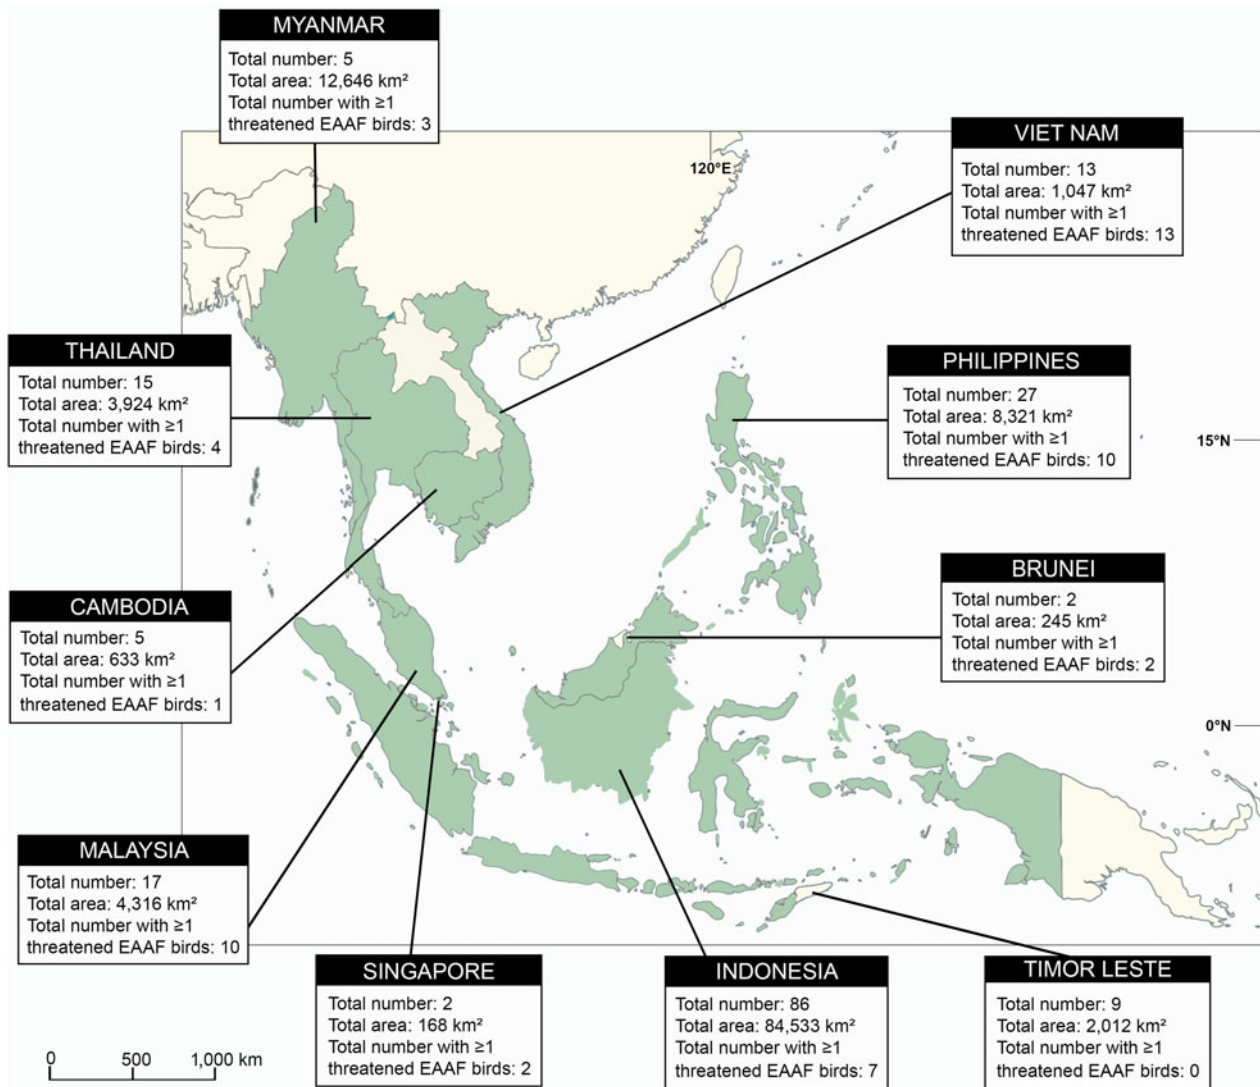 MYANMAR
Total number: 5
Total area: 12,646 km²
Total number with ≥1
threatened EAAF birds: 3
VIET NAM
Total number: 13
Total area: 1,047 km²
Total number with ≥1
threatened EAAF birds: 13
120°E
THAILAND
Total number: 15
Total area: 3,924 km²
Total number with ≥1
threatened EAAF birds: 4
PHILIPPINES
Total number: 27
Total area: 8,321 km²
Total number with ≥1
threatened EAAF birds: 10
15°N
BRUNEI
Total number: 2
Total area: 245 km²
Total number with ≥1
threatened EAAF birds: 2
CAMBODIA
Total number: 5
Total area: 633 km²
Total number with ≥1
threatened EAAF birds: 1
0°N
MALAYSIA
Total number: 17
Total area: 4,316 km²
Total number with ≥1
threatened EAAF birds: 10
SINGAPORE
Total number: 2
Total area: 168 km²
Total number with ≥1
threatened EAAF birds: 2
INDONESIA
Total number: 86
Total area: 84,533 km²
Total number with ≥1
threatened EAAF birds: 7
TIMOR LESTE
Total number: 9
Total area: 2,012 km²
Total number with ≥1
threatened EAAF birds: 0
0 500 1,000 km